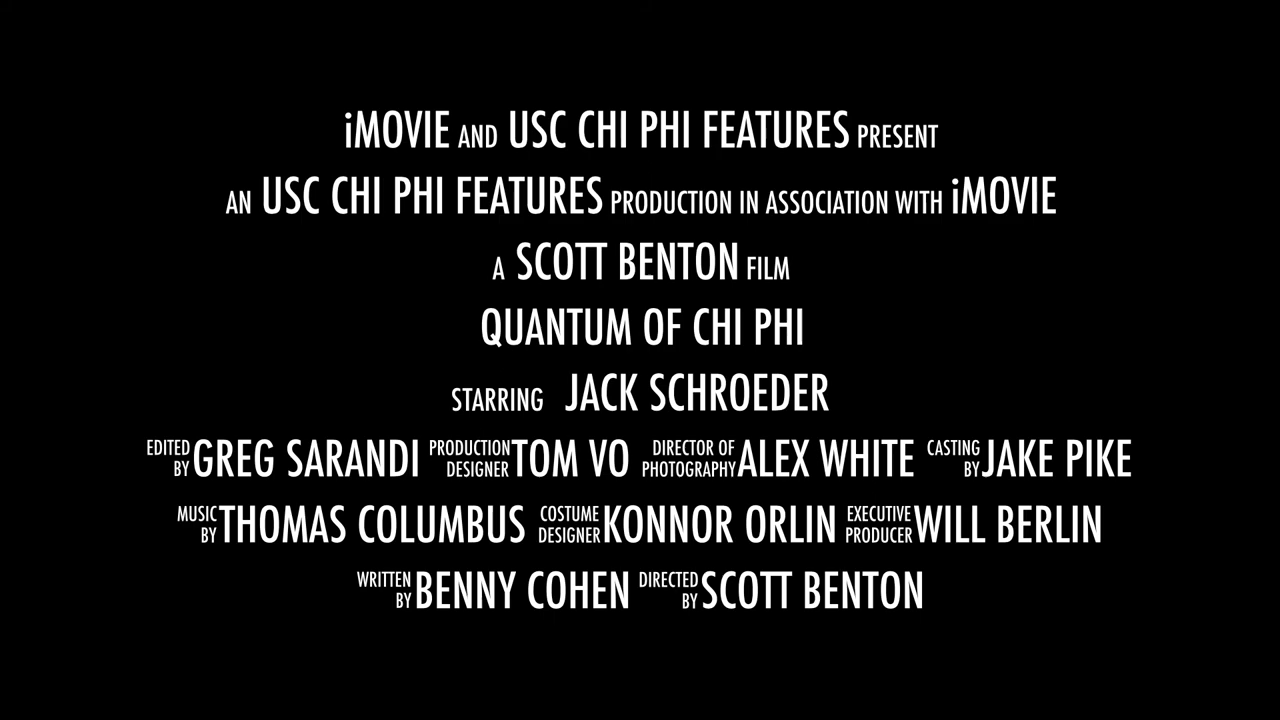 iMOVIE AND USC CHI PHI FEATURES PRESENT
AN USC CHI PHI FEATURES PRODUCTION IN ASSOCIATION WITH iMOVIE
A SCOTT BENTON FILM
QUANTUM OF CHI PHI
STARRING JACK SCHROEDER
EDITED BY GREG SARANDI PRODUCTION DESIGNER TOM VO DIRECTOR OF PHOTOGRAPHY ALEX WHITE CASTING BY JAKE PIKE
MUSIC BY THOMAS COLUMBUS COSTUME DESIGNER KONNOR ORLIN EXECUTIVE PRODUCER WILL BERLIN
WRITTEN BY BENNY COHEN DIRECTED BY SCOTT BENTON